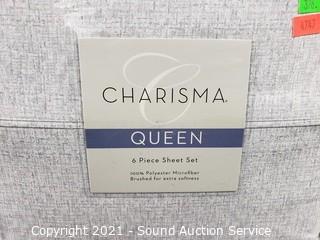 C
CHARISMA®
QUEEN
6 Piece Sheet Set
100% Polyester Microfiber
Brushed for extra softness
Copyright 2021 - Sound Auction Service